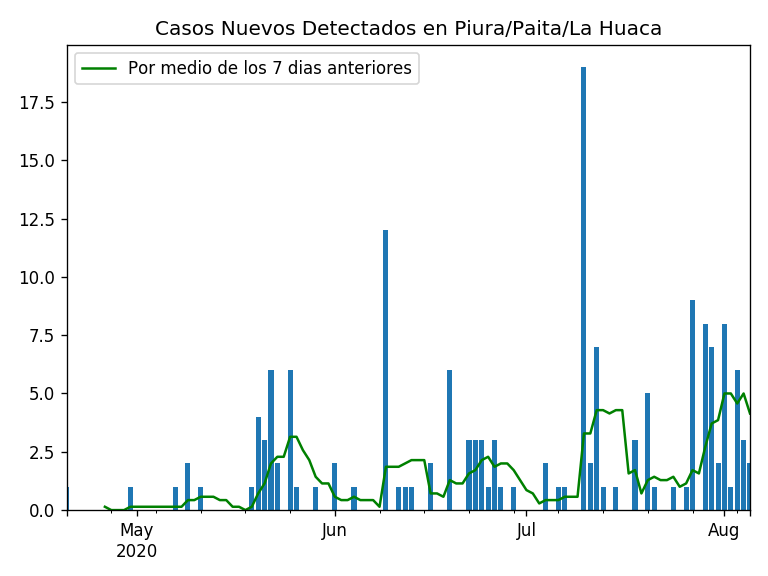 Casos Nuevos Detectados en Piura/Paita/La Huaca
Por medio de los 7 dias anteriores
17.5
15.0
12.5
10.0
7.5
5.0
2.5
0.0
May
2020
Jun
Jul
Aug